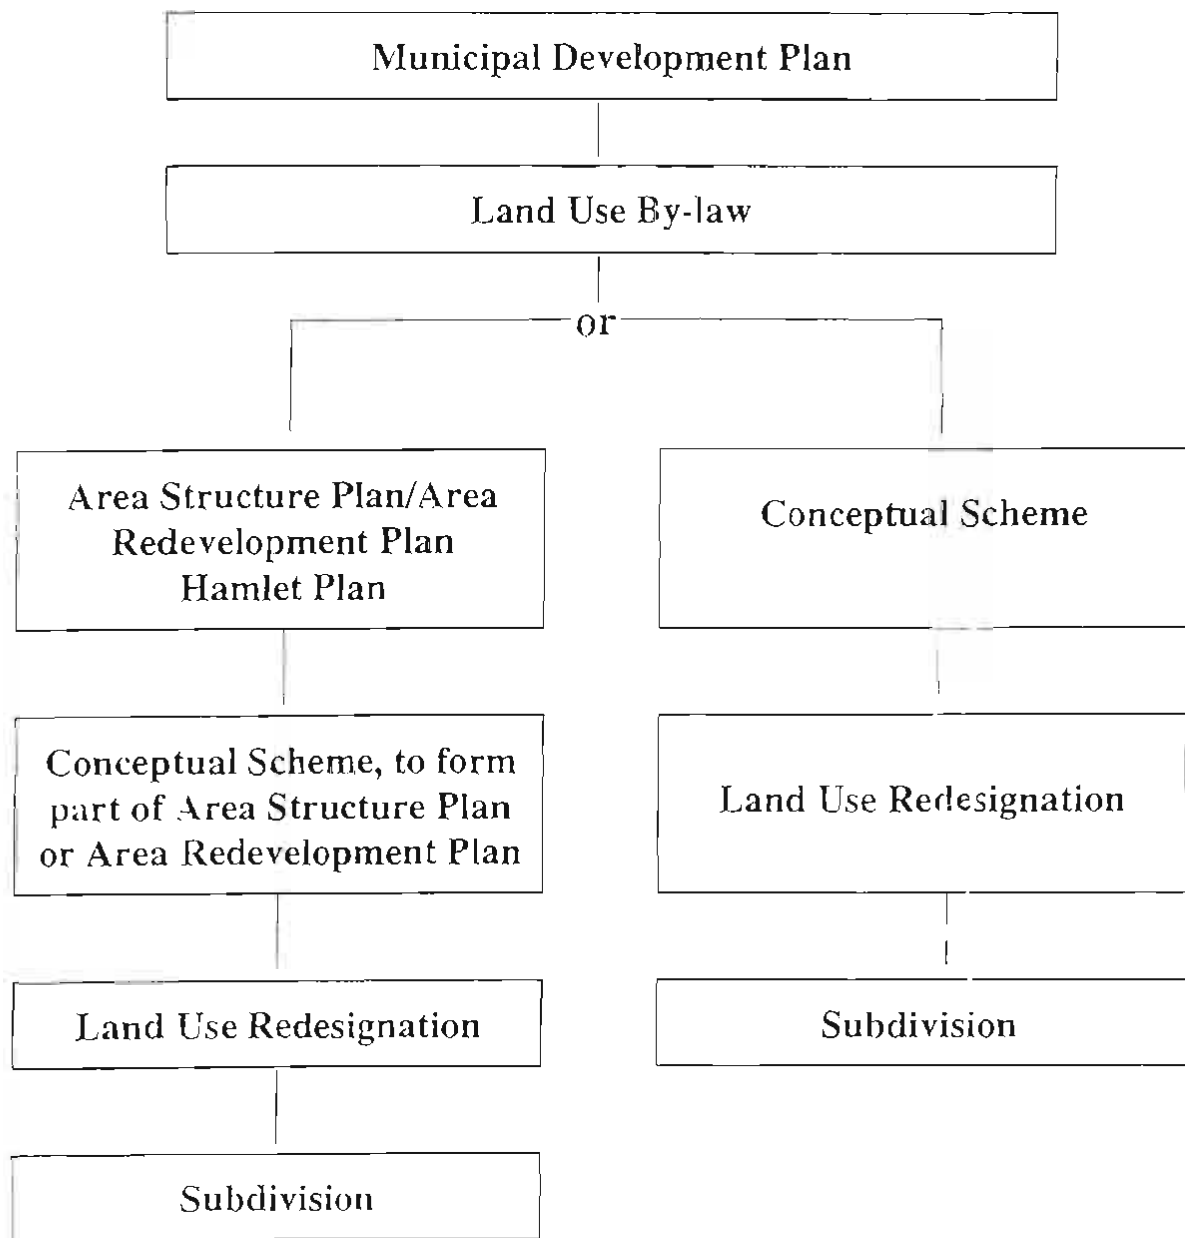 Municipal Development Plan
Land Use By-law
or
Area Structure Plan/Area
Redevelopment Plan
Hamlet Plan
Conceptual Scheme
Conceptual Scheme, to form
part of Area Structure Plan
or Area Redevelopment Plan
Land Use Redesignation
Land Use Redesignation
Subdivision
Subdivision